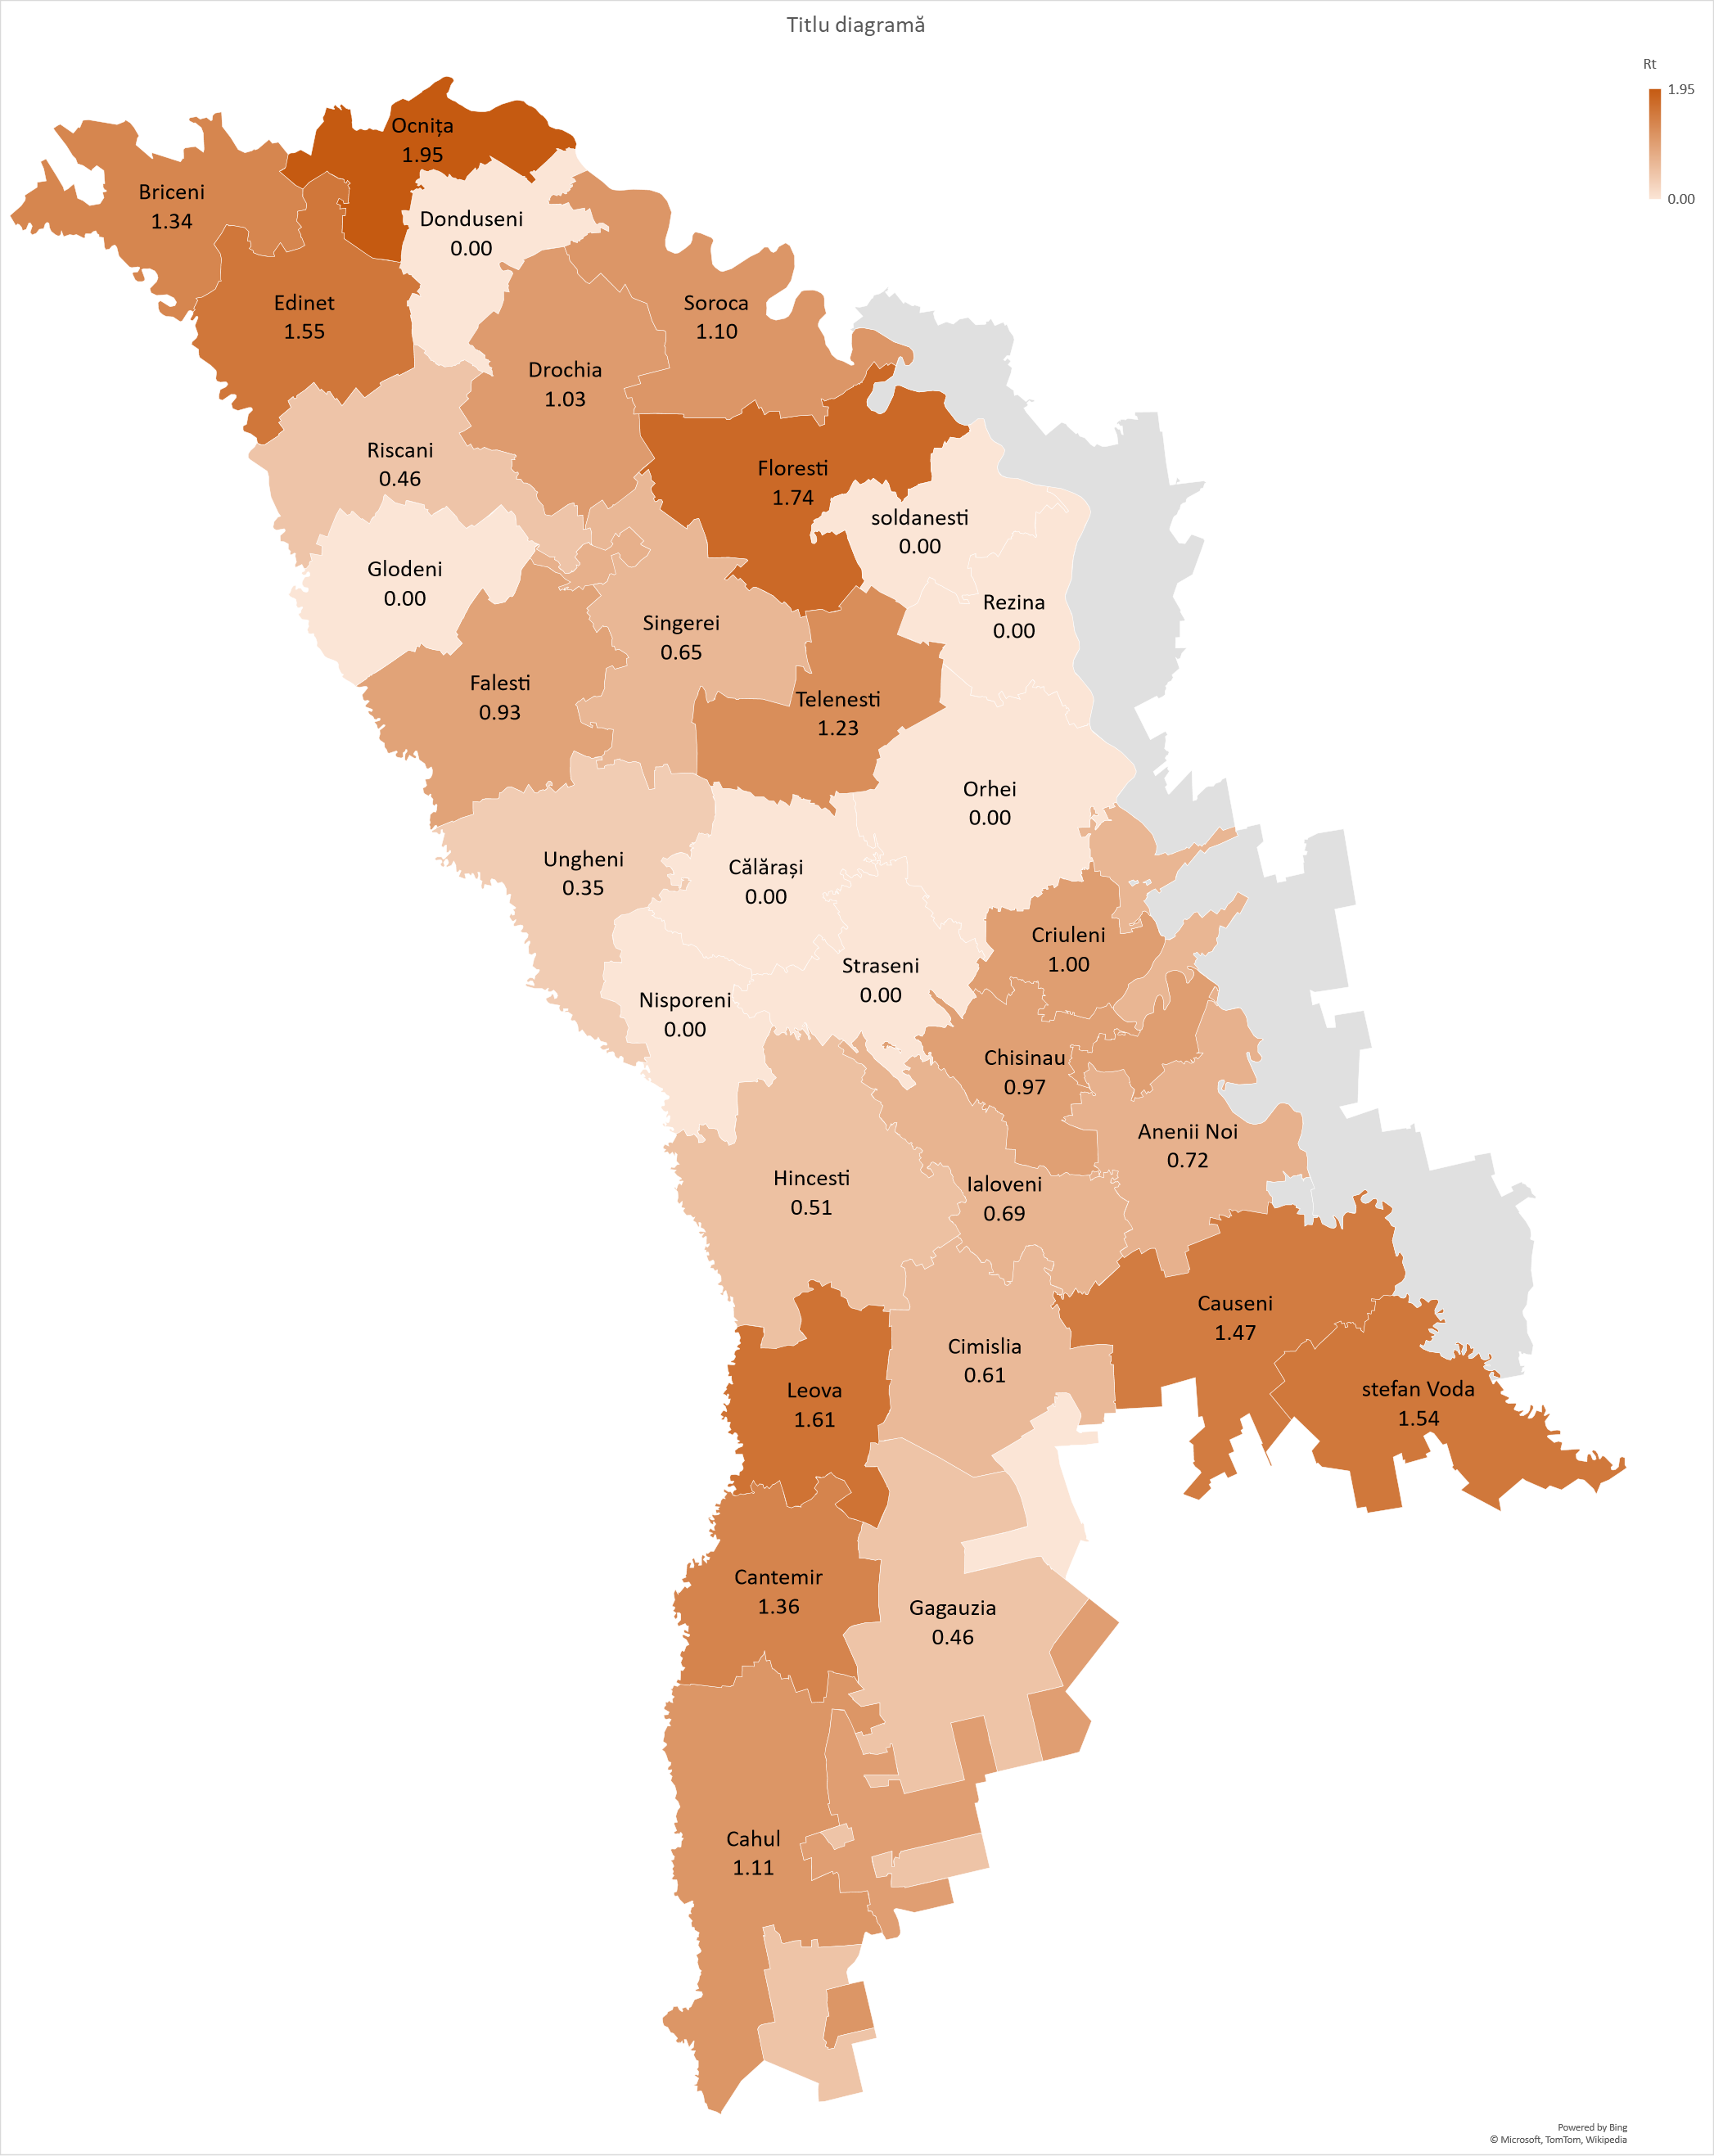 Titlu diagramă
Rt
1.95
0.00
Ocnița
1.95
Briceni
1.34
Donduseni
0.00
Edinet
1.55
Soroca
1.10
Drochia
1.03
Riscani
0.46
Floresti
1.74
soldanesti
0.00
Glodeni
0.00
Rezina
0.00
Singerei
0.65
Falesti
0.93
Telenesti
1.23
Orhei
0.00
Ungheni
0.35
Călărași
0.00
Criuleni
1.00
Straseni
0.00
Nisporeni
0.00
Chisinau
0.97
Anenii Noi
0.72
Hincesti
0.51
Ialoveni
0.69
Causeni
1.47
Cimislia
0.61
Leova
1.61
stefan Voda
1.54
Cantemir
1.36
Gagauzia
0.46
Cahul
1.11
Powered by Bing
© Microsoft, TomTom, Wikipedia